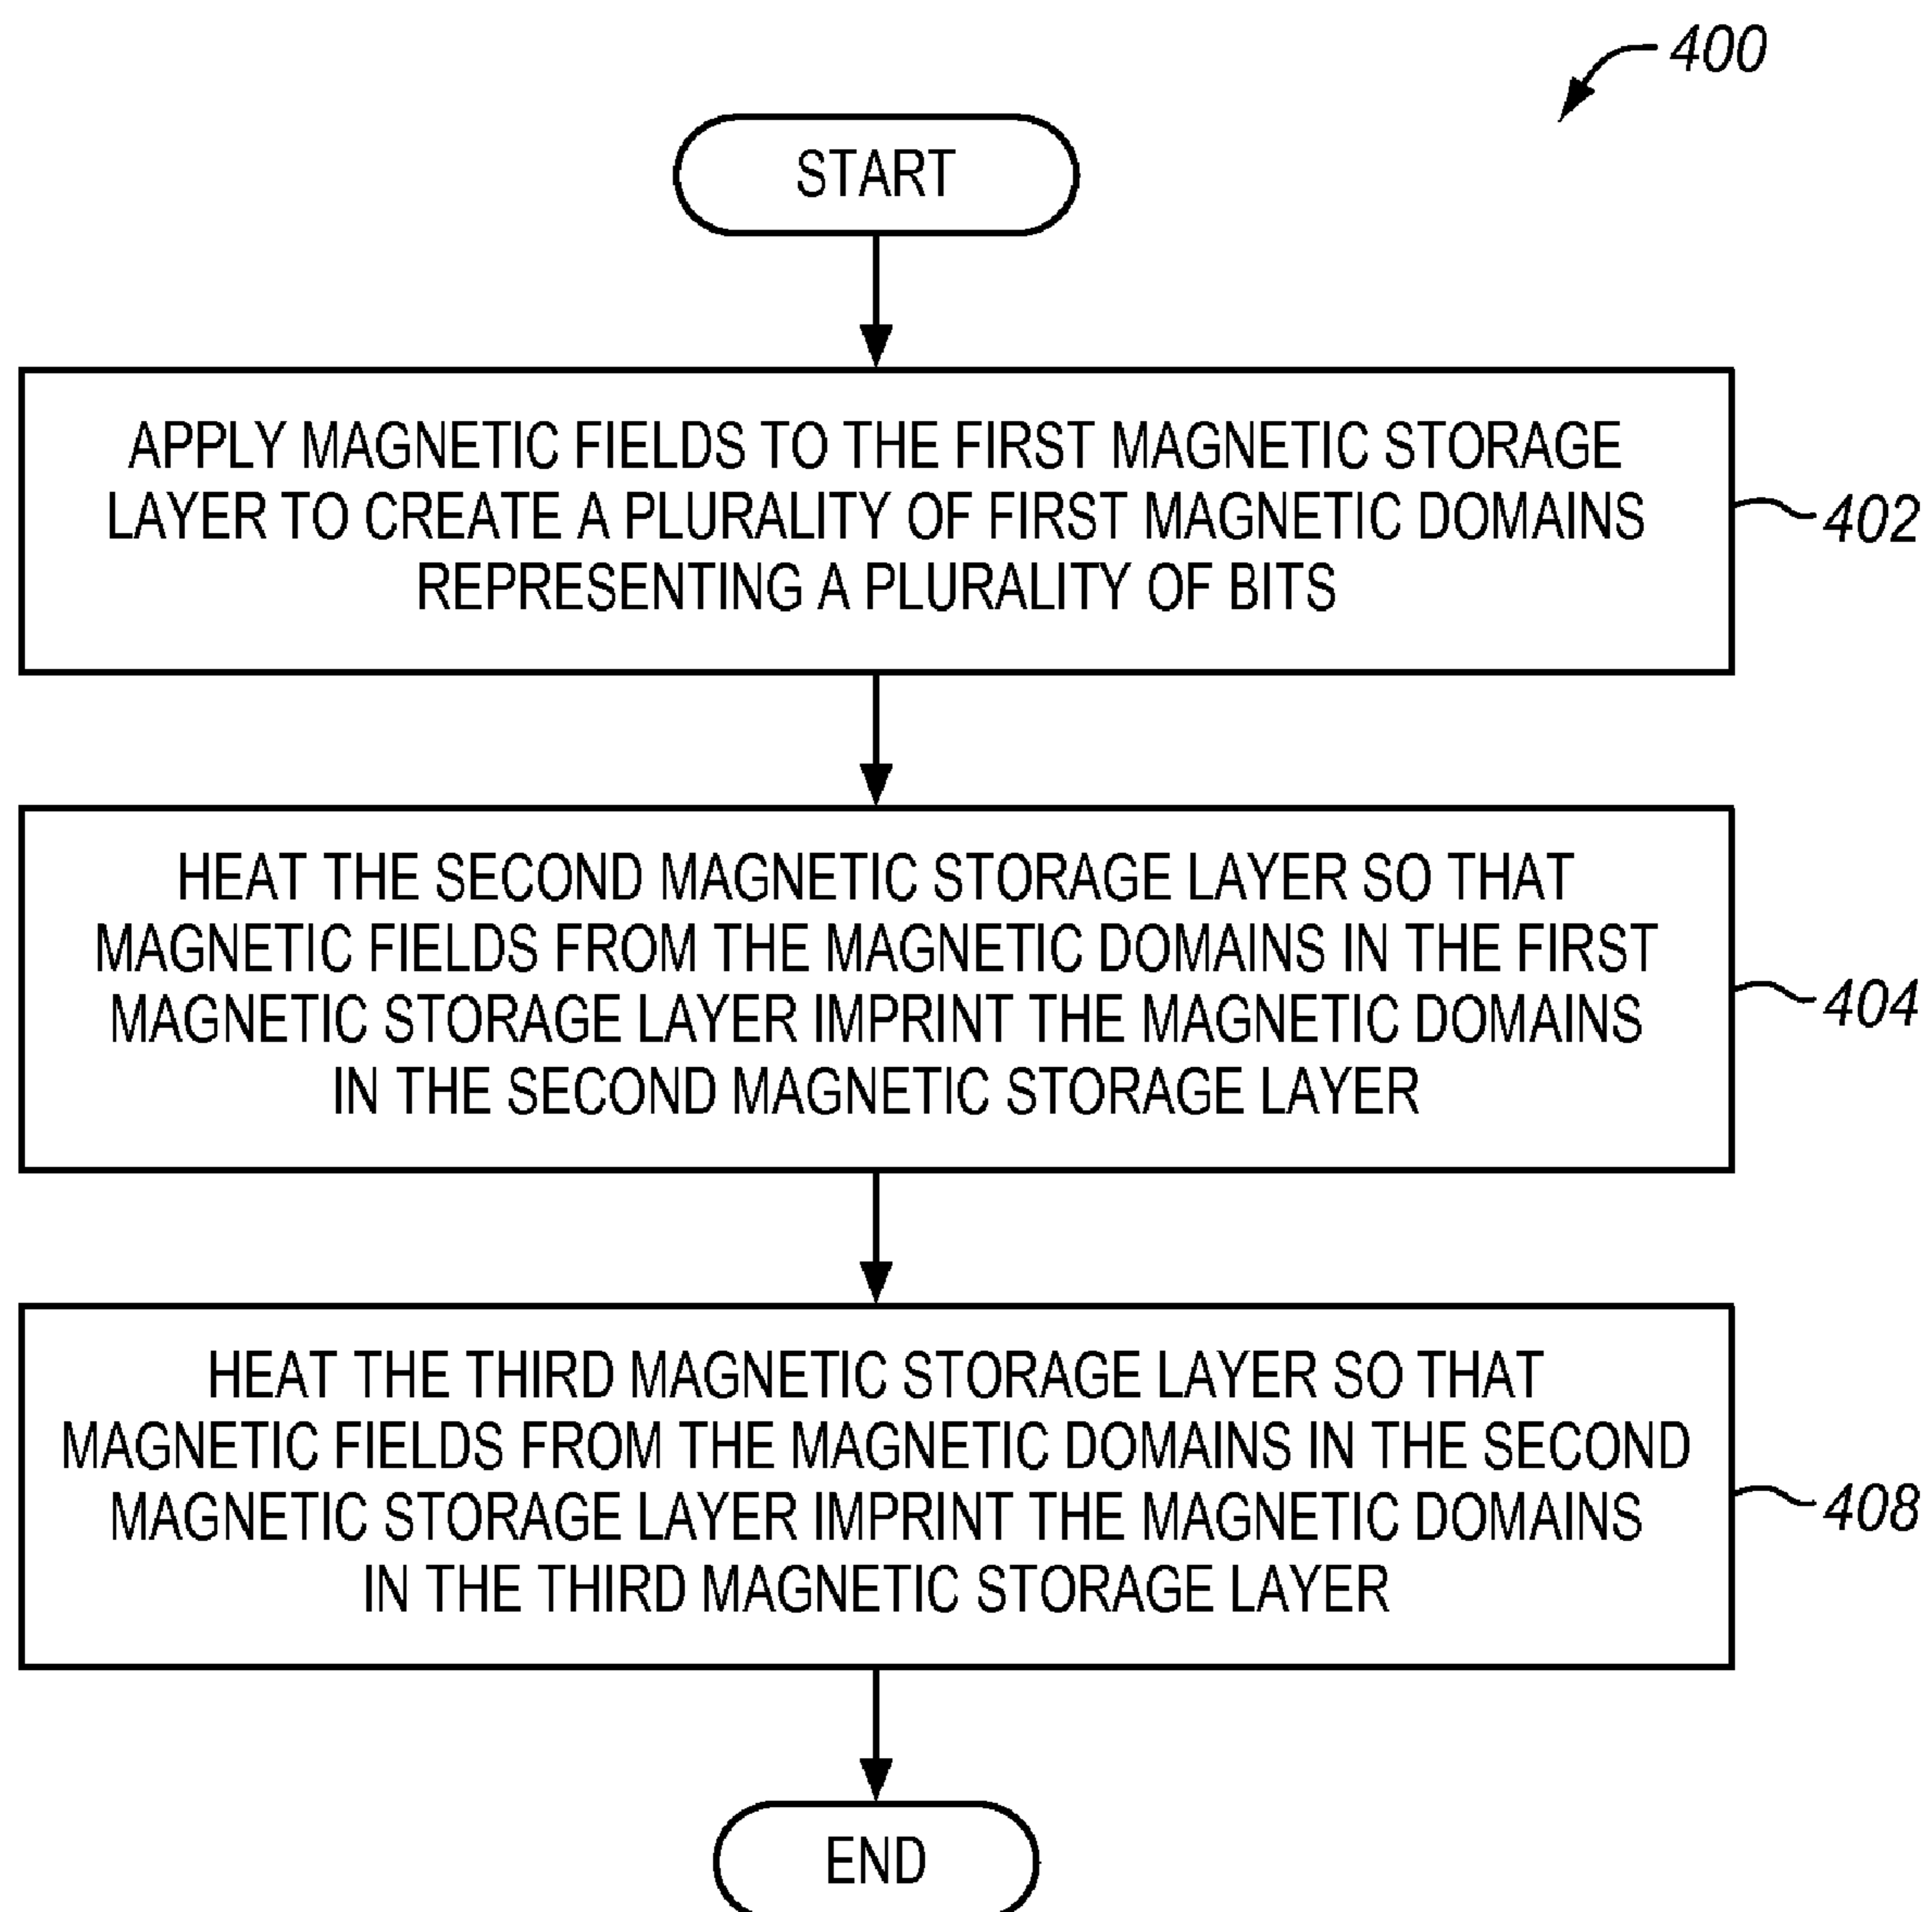 400
START
APPLY MAGNETIC FIELDS TO THE FIRST MAGNETIC STORAGE
LAYER TO CREATE A PLURALITY OF FIRST MAGNETIC DOMAINS
REPRESENTING A PLURALITY OF BITS
402
HEAT THE SECOND MAGNETIC STORAGE LAYER SO THAT
MAGNETIC FIELDS FROM THE MAGNETIC DOMAINS IN THE FIRST
MAGNETIC STORAGE LAYER IMPRINT THE MAGNETIC DOMAINS
IN THE SECOND MAGNETIC STORAGE LAYER
404
HEAT THE THIRD MAGNETIC STORAGE LAYER SO THAT
MAGNETIC FIELDS FROM THE MAGNETIC DOMAINS IN THE SECOND
MAGNETIC STORAGE LAYER IMPRINT THE MAGNETIC DOMAINS
IN THE THIRD MAGNETIC STORAGE LAYER
408
END